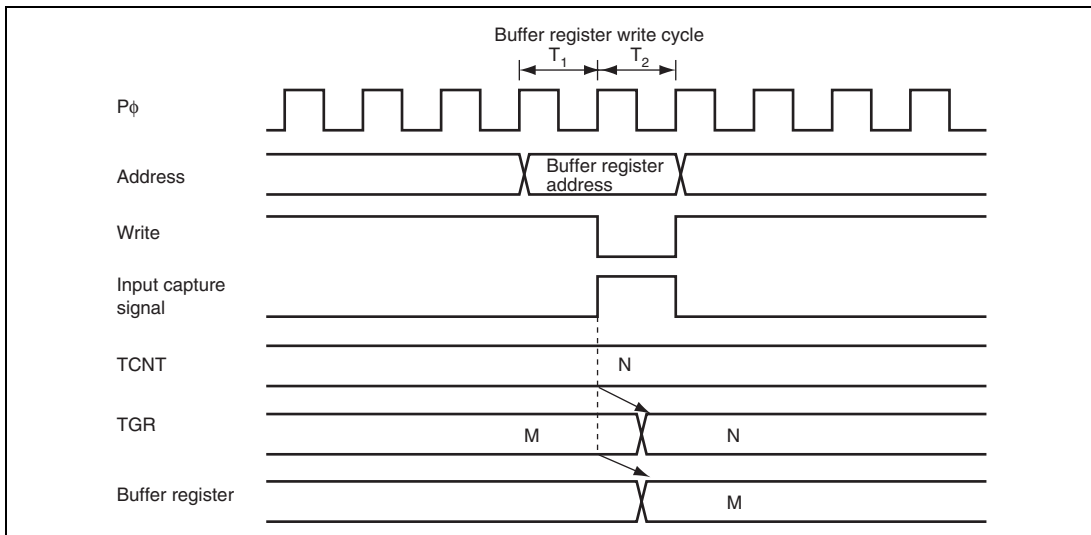 Buffer register write cycle
T1 T2
Pϕ
Address
Buffer register
address
Write
Input capture
signal
TCNT
N
TGR
M
N
Buffer register
M